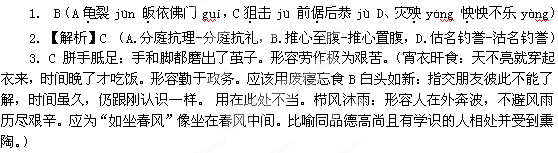 1. B(A 龟裂 jūn 皈依佛门 guī,C 狙击 jū 前倨后恭 jù D、灾殃 yāng 怏怏不乐 yàng)
2.【解析】C (A.分庭抗理-分庭抗礼,B.推心至腹-推心置腹,D.估名钓誉-沽名钓誉)
3. C 胼手胝足:手和脚都磨出了茧子。形容劳作极为艰苦。(宵衣旰食:天不亮就穿起
衣来,时间晚了才吃饭。形容勤于政务。应该用废寝忘食 B 白头如新:指交朋友彼此不能了
解,时间虽久,仍跟刚认识一样。 用在此处不当。栉风沐雨:形容人在外奔波,不避风雨
历尽艰辛。应为“如坐春风”像坐在春风中间。比喻同品德高尚且有学识的人相处并受到熏
陶。)